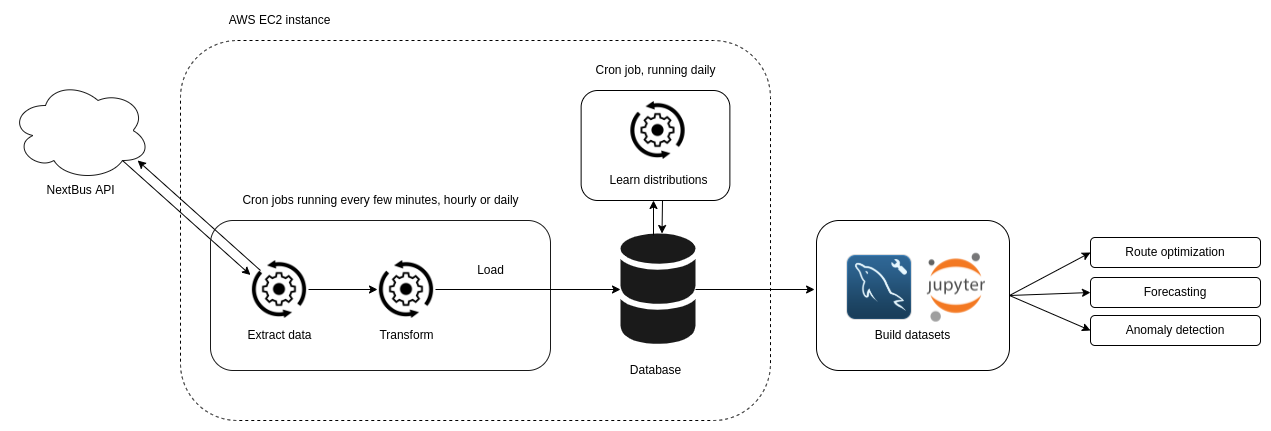 AWS EC2 instance
Cron job, running daily
Learn distributions
NextBus API
Cron jobs running every few minutes, hourly or daily
Load
Extract data
Transform
Database
jupyter
Build datasets
Route optimization
Forecasting
Anomaly detection